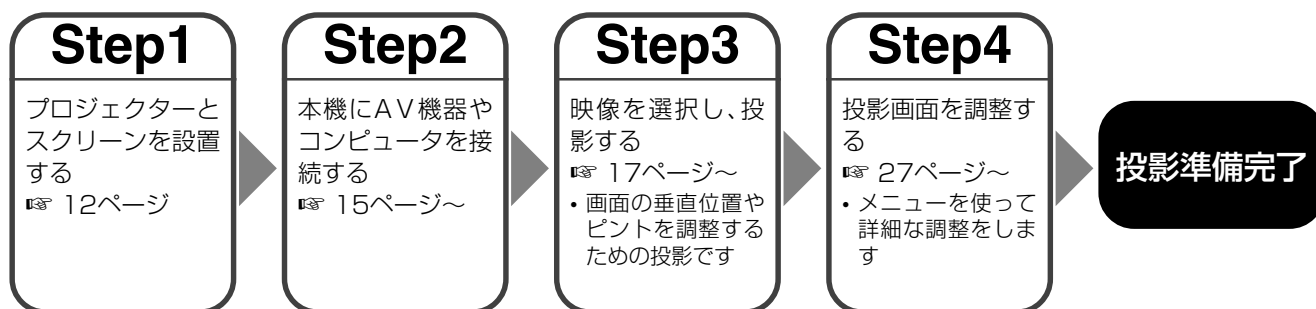 Step1
プロジェクターと
スクリーンを設置
する
☞ 12ページ
Step2
本機にAV機器や
コンピュータを接
続する
☞ 15ページ～
Step3
映像を選択し、投
影する
☞ 17ページ～
• 画面の垂直位置や
ピントを調整する
ための投影です
Step4
投影画面を調整す
る
☞ 27ページ～
• メニューを使って
詳細な調整をしま
す
投影準備完了